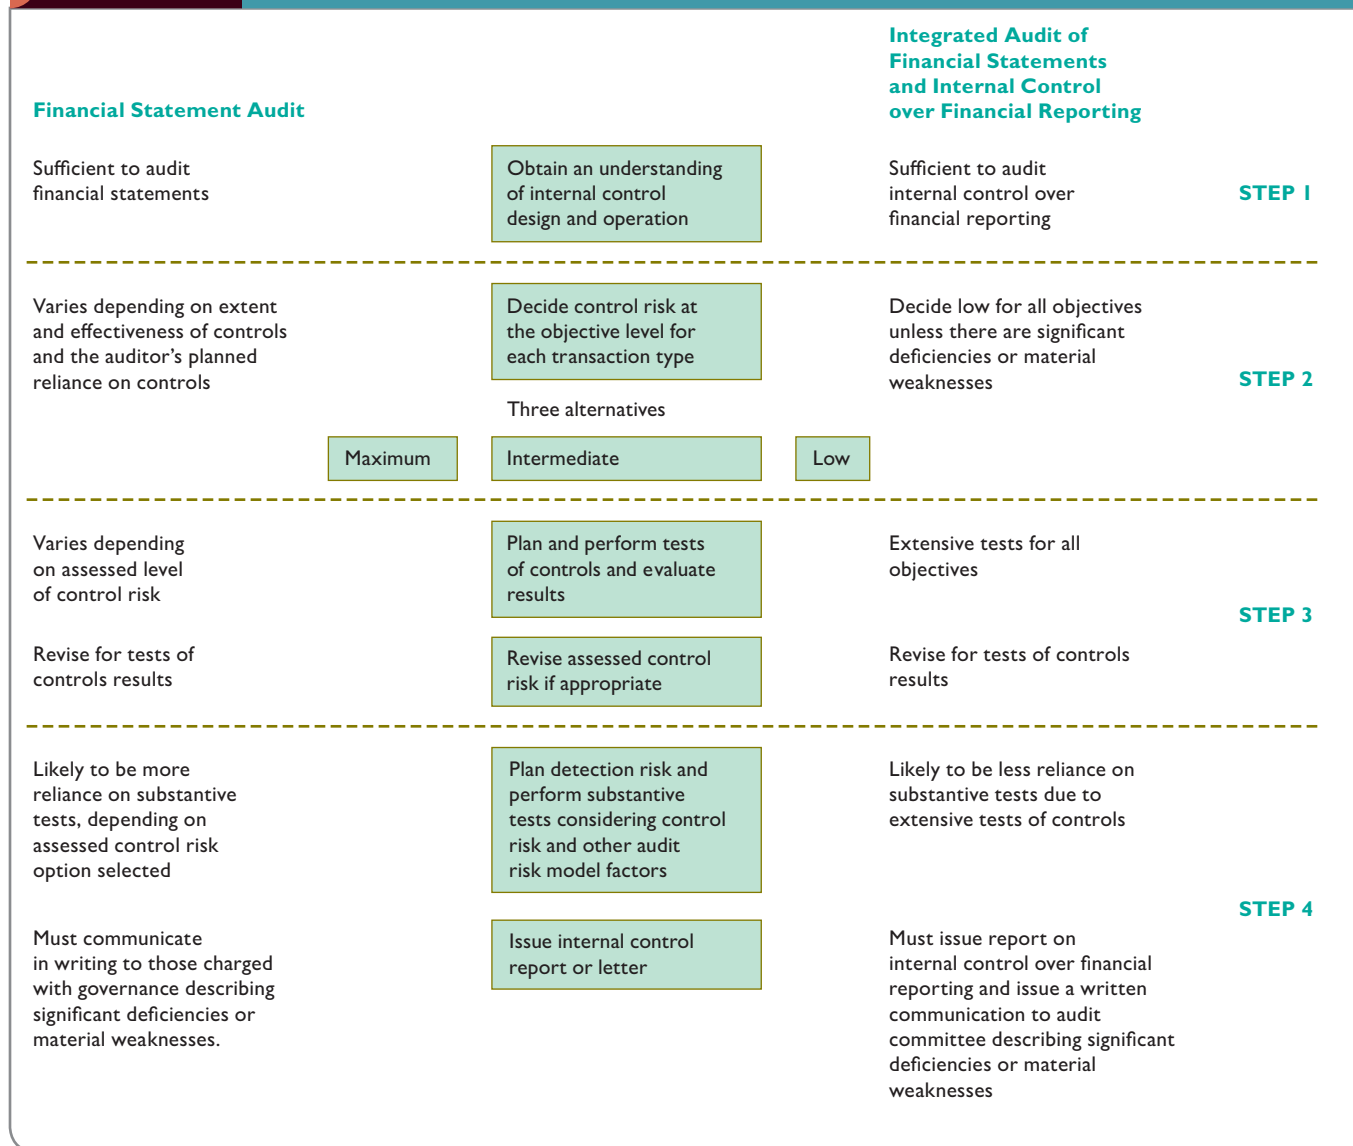 Integrated Audit of
Financial Statements
and Internal Control
over Financial Reporting
Financial Statement Audit
Sufficient to audit
financial statements
Obtain an understanding
of internal control
design and operation
Sufficient to audit
internal control over
financial reporting
STEP 1
Varies depending on extent
and effectiveness of controls
and the auditor's planned
reliance on controls
Decide control risk at
the objective level for
each transaction type
Decide low for all objectives
unless there are significant
deficiencies or material
weaknesses
STEP 2
Three alternatives
Maximum
Intermediate
Low
Varies depending
on assessed level
of control risk
Plan and perform tests
of controls and evaluate
results
Extensive tests for all
objectives
STEP 3
Revise for tests of
controls results
Revise assessed control
risk if appropriate
Revise for tests of controls
results
Likely to be more
reliance on substantive
tests, depending on
assessed control risk
option selected
Plan detection risk and
perform substantive
tests considering control
risk and other audit
risk model factors
Likely to be less reliance on
substantive tests due to
extensive tests of controls
STEP 4
Must communicate
in writing to those charged
with governance describing
significant deficiencies or
material weaknesses.
Issue internal control
report or letter
Must issue report on
internal control over financial
reporting and issue a written
communication to audit
committee describing significant
deficiencies or material
weaknesses